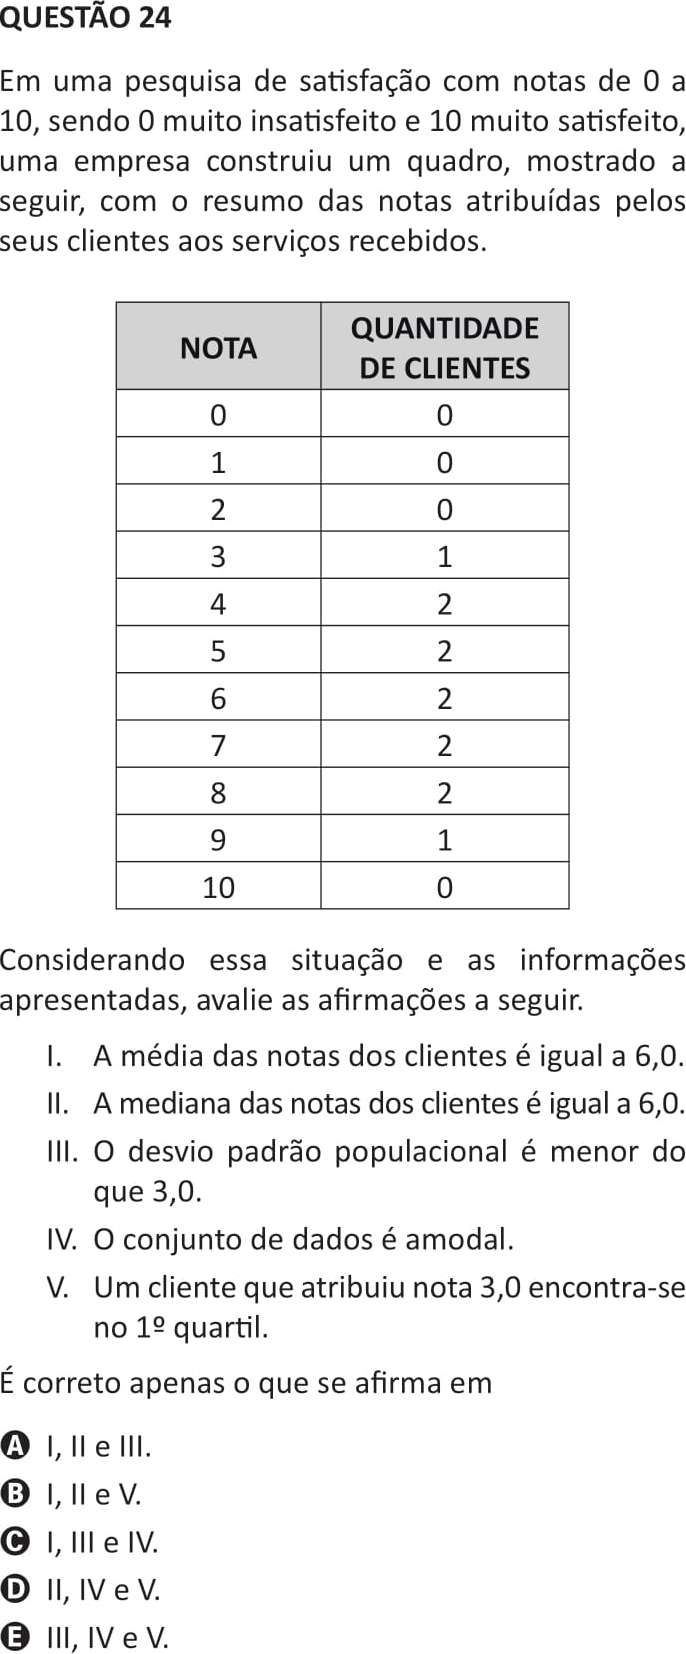 QUESTÃO 24
Em uma pesquisa de satisfação com notas de 0 a
10, sendo 0 muito insatisfeito e 10 muito satisfeito,
uma empresa construiu um quadro, mostrado a
seguir, com o resumo das notas atribuídas pelos
seus clientes aos serviços recebidos.
NOTA QUANTIDADE DE CLIENTES
0 0
1 0
2 0
3 1
4 2
5 2
6 2
7 2
8 2
9 1
10 0
Considerando essa situação e as informações
apresentadas, avalie as afirmações a seguir.
I. A média das notas dos clientes é igual a 6,0.
II. A mediana das notas dos clientes é igual a 6,0.
III. O desvio padrão populacional é menor do
que 3,0.
IV. O conjunto de dados é amodal.
V. Um cliente que atribuiu nota 3,0 encontra-se
no 1º quartil.
É correto apenas o que se afirma em
A I, II e III.
B I, II e V.
C I, III e IV.
D II, IV e V.
E III, IV e V.